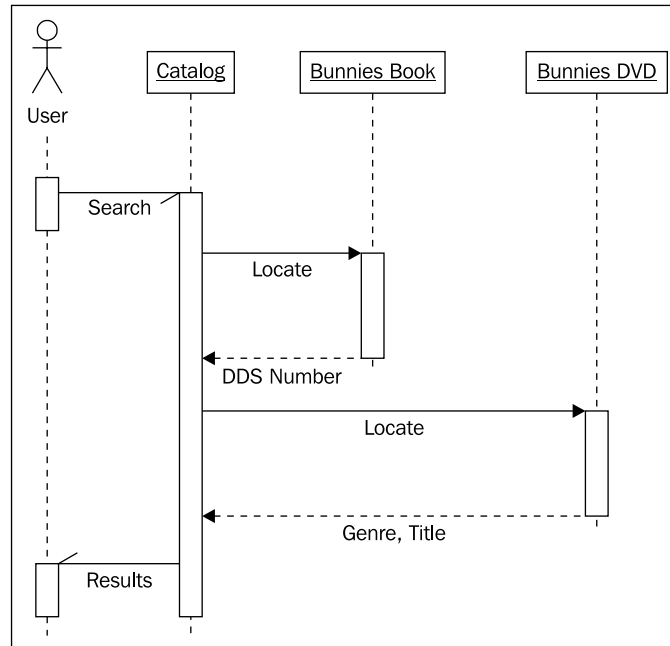 Catalog
Bunnies Book
Bunnies DVD
User
Search
Locate
DDS Number
Locate
Genre, Title
Results